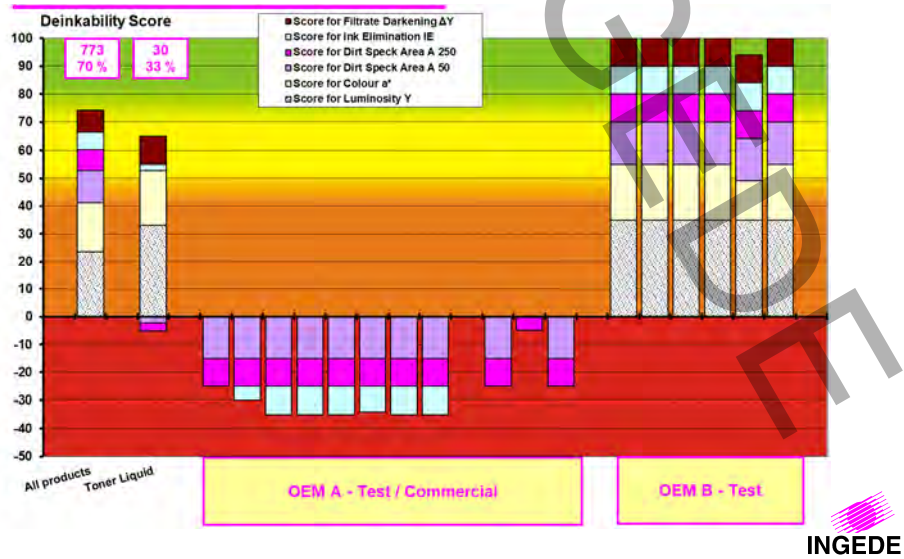 Deinkability Score
Score for Filtrate Darkening ΔY
Score for Ink Elimination IE
Score for Dirt Speck Area A 250
Score for Dirt Speck Area A 50
Score for Colour a*
Score for Luminosity Y
773
70 %
30
33 %
100
90
80
70
60
50
40
30
20
10
0
-10
-20
-30
-40
-50
All products
Toner Liquid
OEM A - Test / Commercial
OEM B - Test
INGEDE